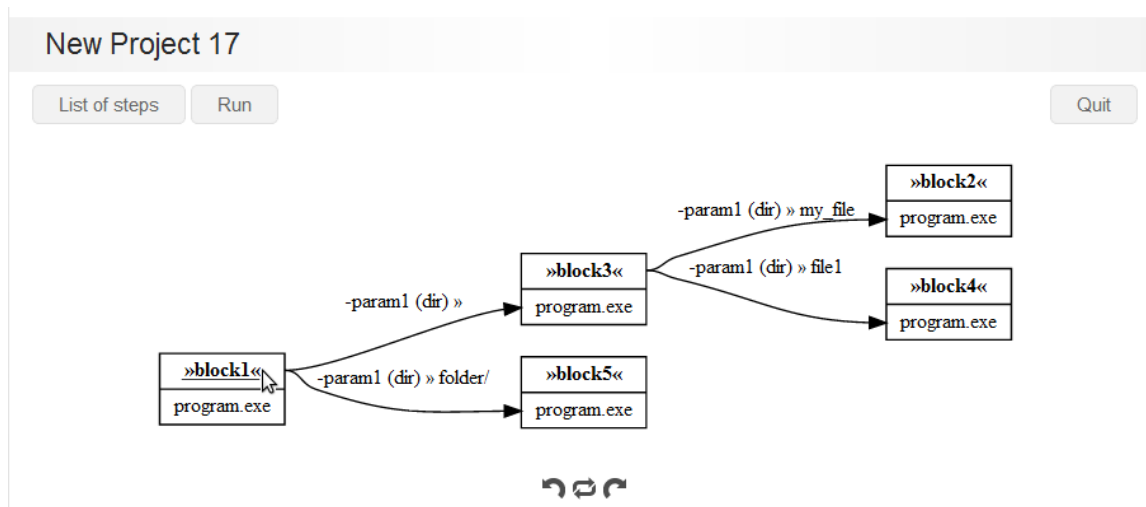 New Project 17
List of steps
Run
Quit
»block2«
program.exe
-param1 (dir) » my_file
-param1 (dir) » file1
»block3«
program.exe
»block4«
program.exe
-param1 (dir) »
»block1«
program.exe
-param1 (dir) » folder/
»block5«
program.exe